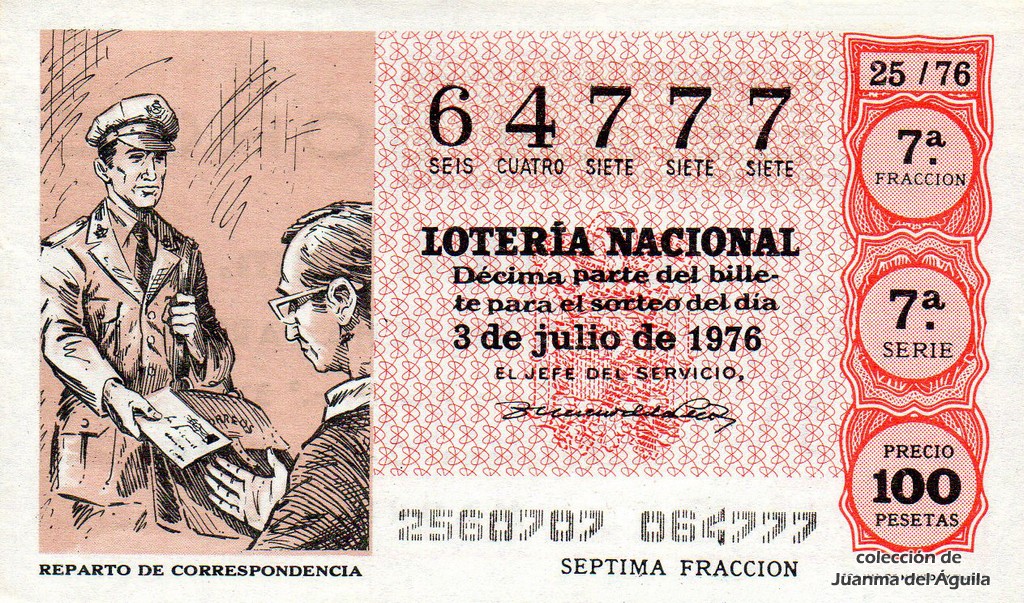 REPARTO DE CORRESPONDENCIA
CORREOS
64777
SEIS CUATRO SIETE SIETE SIETE
LOTERÍA NACIONAL
Décima parte del bille-
te para el sorteo del día
3 de julio de 1976
EL JEFE DEL SERVICIO,
2560707 064777
SEPTIMA FRACCION
25 / 76
7ª.
FRACCION
7ª.
SERIE
PRECIO
100
PESETAS
colección de
Juanma del Águila